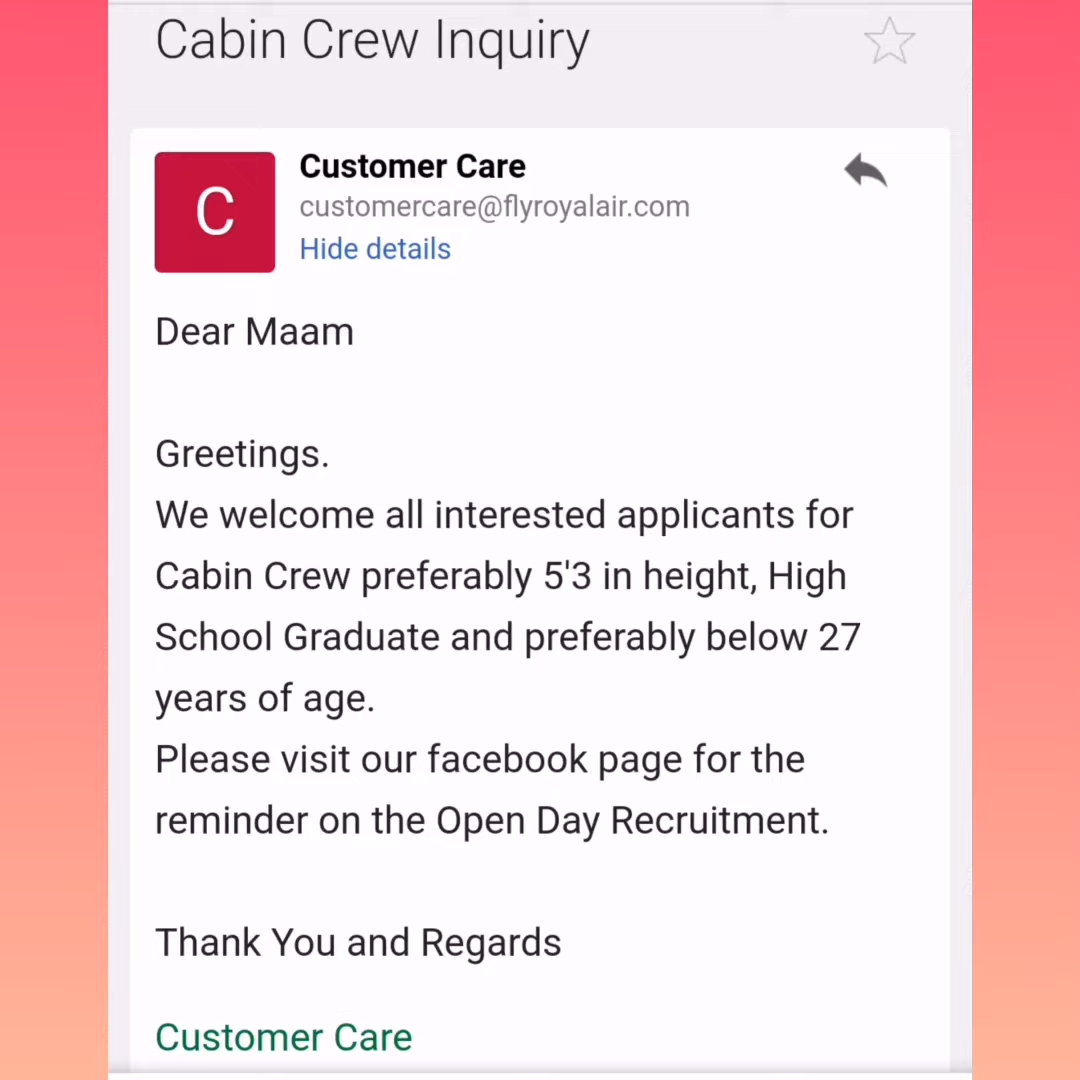 Cabin Crew Inquiry
C
Customer Care
customercare@flyroyalair.com
Hide details
Dear Maam
Greetings.
We welcome all interested applicants for
Cabin Crew preferably 5'3 in height, High
School Graduate and preferably below 27
years of age.
Please visit our facebook page for the
reminder on the Open Day Recruitment.
Thank You and Regards
Customer Care